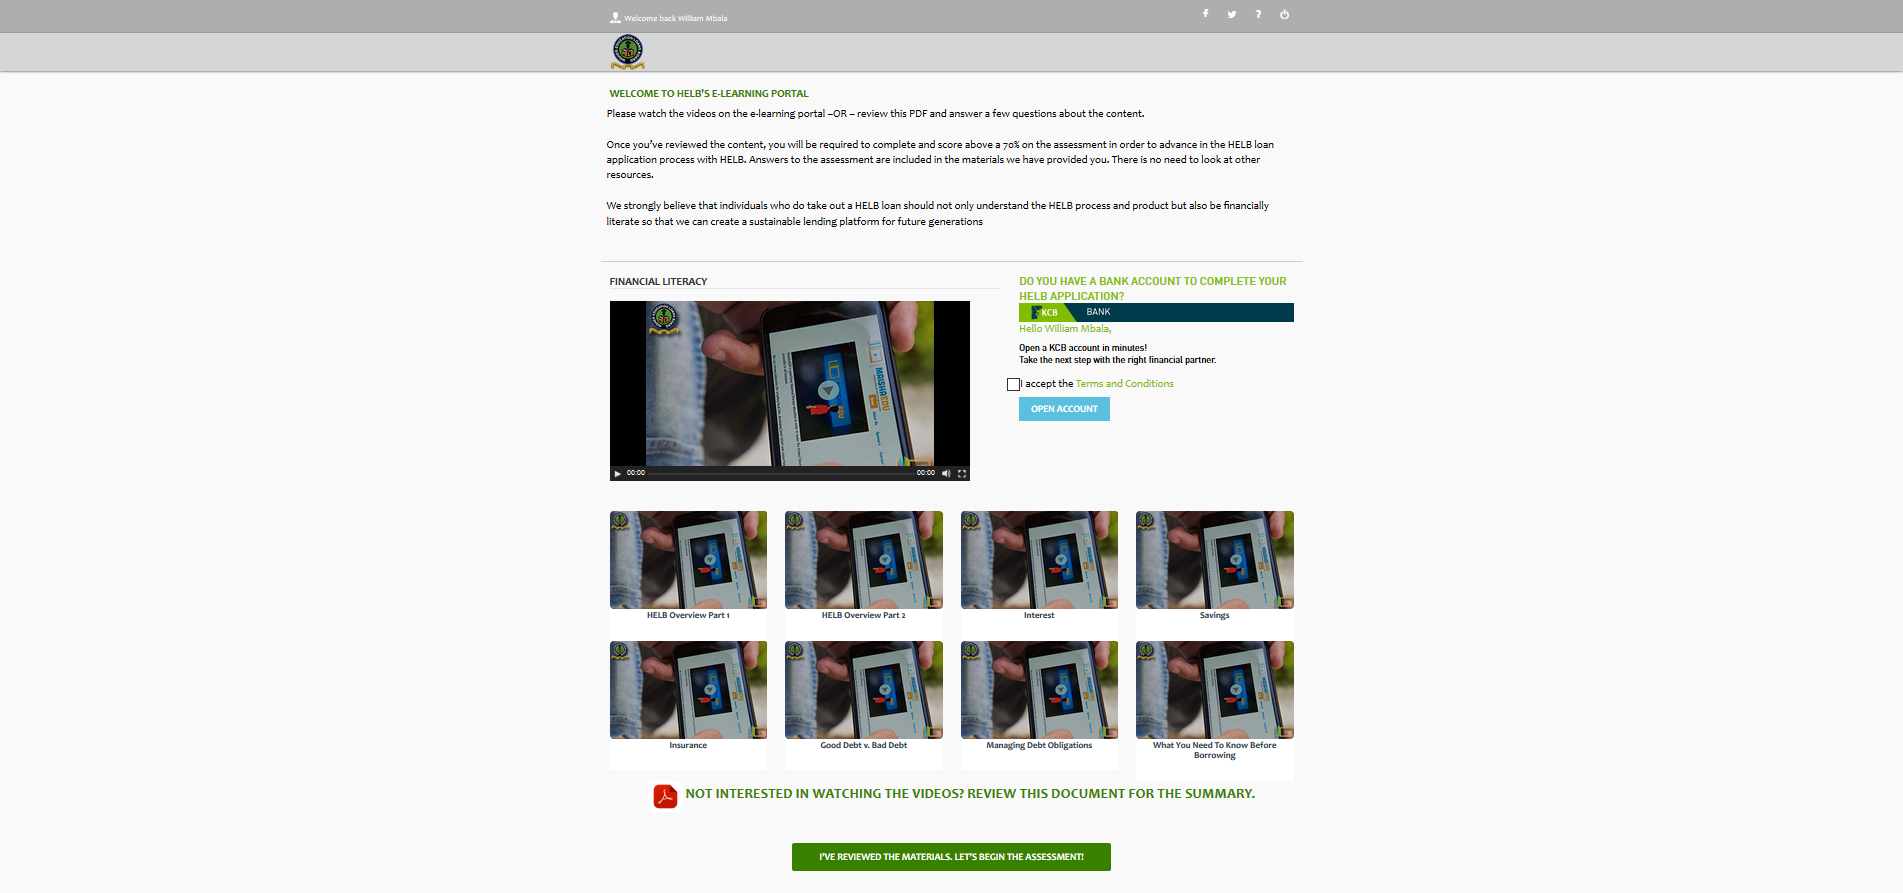 Welcome back William Mbala
WELCOME TO HELB'S E-LEARNING PORTAL
Please watch the videos on the e-learning portal –OR – review this PDF and answer a few questions about the content.
Once you've reviewed the content, you will be required to complete and score above a 70% on the assessment in order to advance in the HELB loan
application process with HELB. Answers to the assessment are included in the materials we have provided you. There is no need to look at other
resources.
We strongly believe that individuals who do take out a HELB loan should not only understand the HELB process and product but also be financially
literate so that we can create a sustainable lending platform for future generations
FINANCIAL LITERACY
MAISHA EDU
00:00
00:00
DO YOU HAVE A BANK ACCOUNT TO COMPLETE YOUR
HELB APPLICATION?
KCB BANK
Hello William Mbala,
Open a KCB account in minutes!
Take the next step with the right financial partner.
I accept the Terms and Conditions
OPEN ACCOUNT
HELB Overview Part 1
HELB Overview Part 2
Interest
Savings
Insurance
Good Debt v. Bad Debt
Managing Debt Obligations
What You Need To Know Before
Borrowing
NOT INTERESTED IN WATCHING THE VIDEOS? REVIEW THIS DOCUMENT FOR THE SUMMARY.
I'VE REVIEWED THE MATERIALS. LET'S BEGIN THE ASSESSMENT!